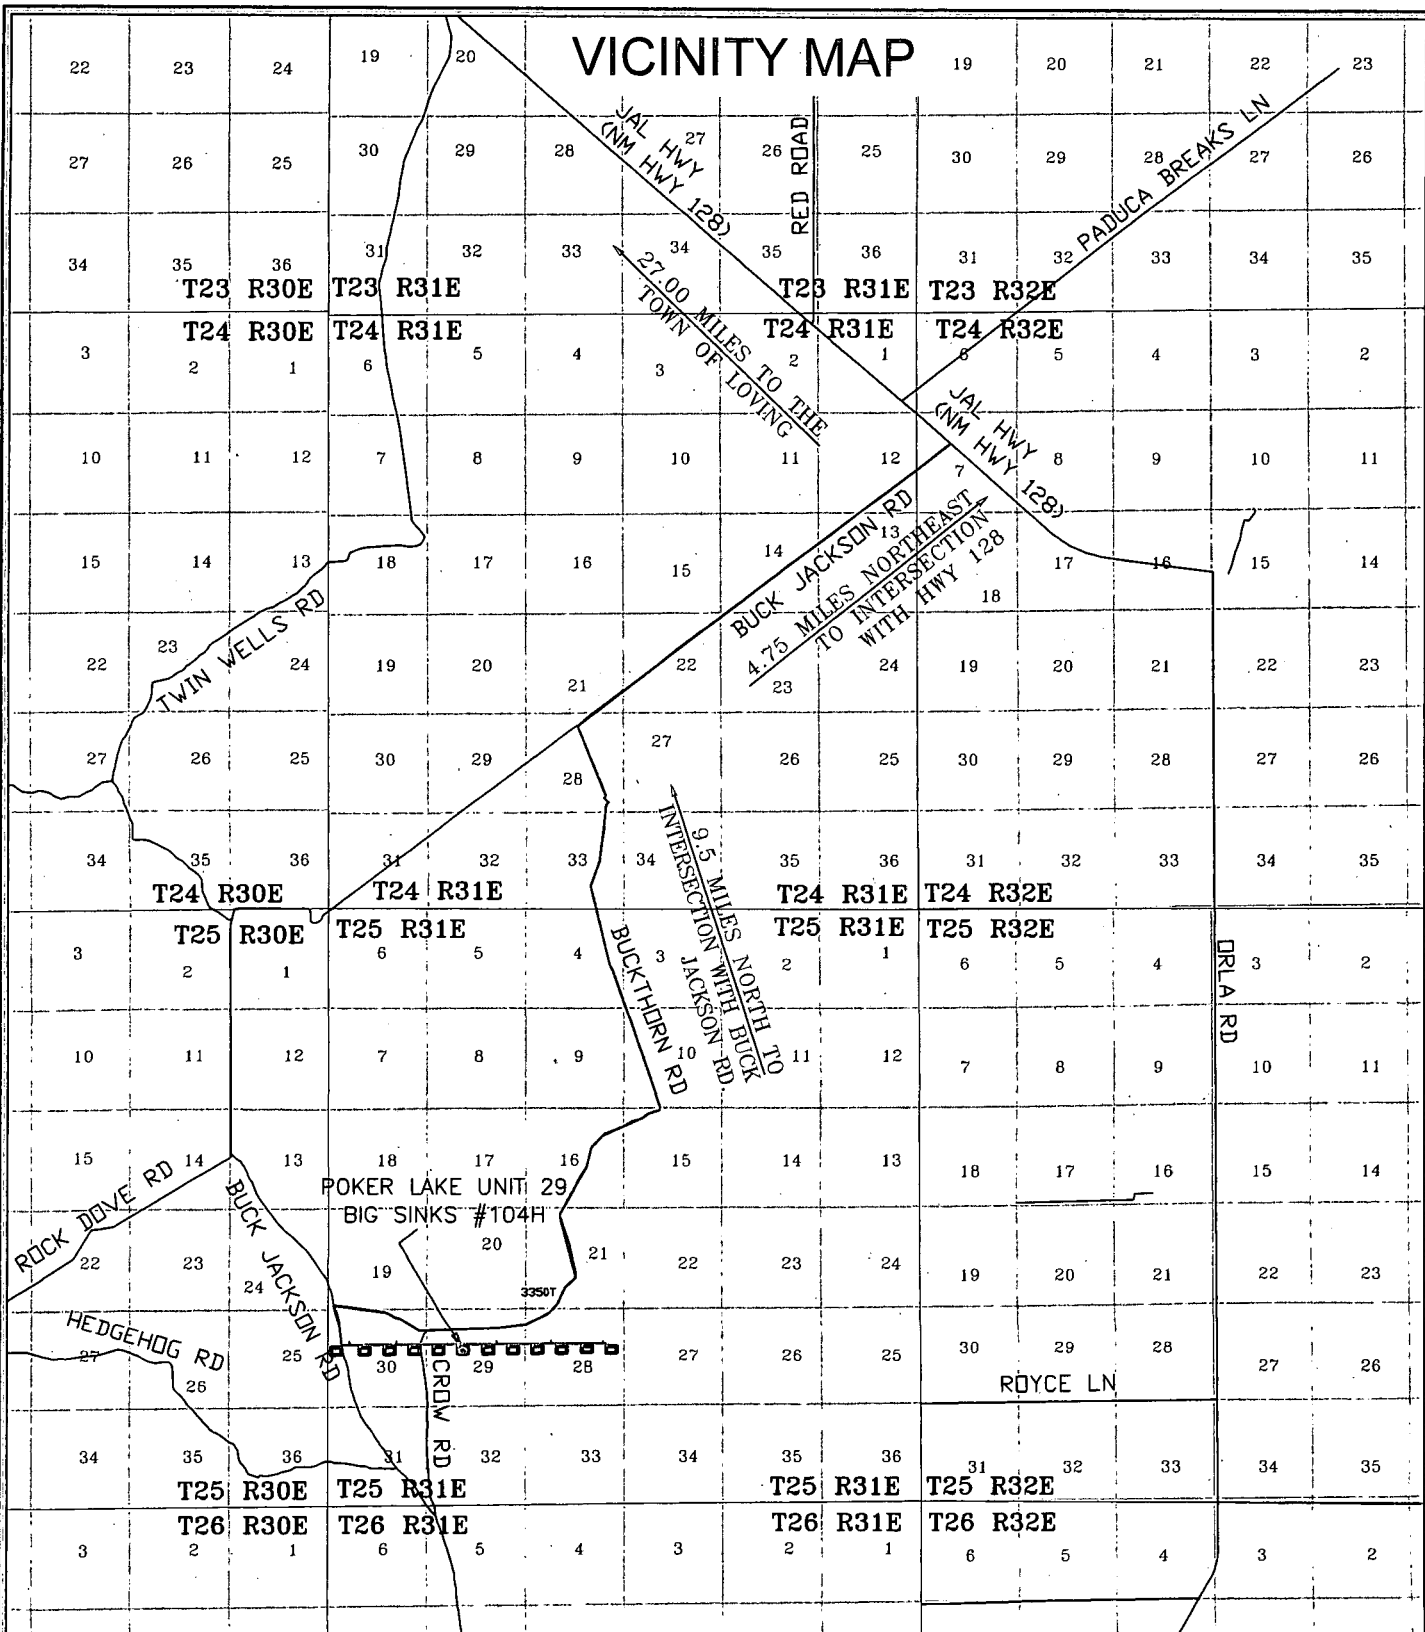 VICINITY MAP
22 23 24 19 20 19 20 21 22 23
JAL HWY
(NM HWY 128)
RED ROAD
PADUCA BREAKS LN
27 26 25 30 29 28 27 26 25 30 29 28 27 26
34 35 36 31 32 33 34 35 36 31 32 33 34 35
T23 R30E T23 R31E T23 R31E T23 R32E
T24 R30E T24 R31E T24 R31E T24 R32E
27.00 MILES TO THE
TOWN OF LOVING
3 2 1 6 5 4 3 2 1 6 5 4 3 2
JAL HWY
(NM HWY 128)
10 11 12 7 8 9 10 11 12 7 8 9 10 11
BUCK JACKSON RD
4.75 MILES NORTHEAST
TO INTERSECTION
WITH HWY 128
15 14 13 18 17 16 15 14 13 18 17 16 15 14
TWIN WELLS RD
22 23 24 19 20 21 22 23 24 19 20 21 22 23
27 26 25 30 29 28 27 26 25 30 29 28 27 26
9.5 MILES NORTH TO
INTERSECTION WITH BUCK
JACKSON RD.
34 35 36 31 32 33 34 35 36 31 32 33 34 35
T24 R30E T24 R31E T24 R31E T24 R32E
T25 R30E T25 R31E T25 R31E T25 R32E
BUCKTHORN RD
ORLA RD
3 2 1 6 5 4 3 2 1 6 5 4 3 2
10 11 12 7 8 9 10 11 12 7 8 9 10 11
15 14 13 18 17 16 15 14 13 18 17 16 15 14
ROCK DOVE RD
BUCK JACKSON RD
POKER LAKE UNIT 29
BIG SINKS #104H
22 23 24 19 20 21 22 23 24 19 20 21 22 23
3350T
HEDGEHOG RD
27 26 25 30 29 28 27 26 25 30 29 28 27 26
CROW RD
ROYCE LN
34 35 36 31 32 33 34 35 36 31 32 33 34 35
T25 R30E T25 R31E T25 R31E T25 R32E
T26 R30E T26 R31E T26 R31E T26 R32E
3 2 1 6 5 4 3 2 1 6 5 4 3 2